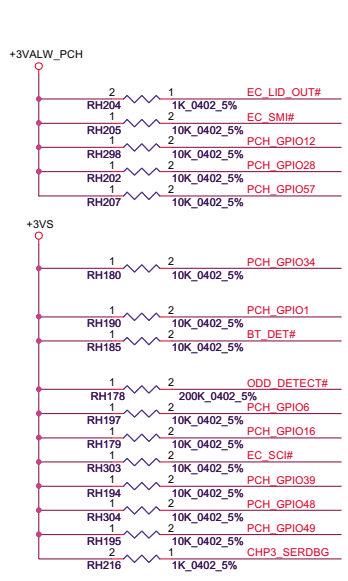 +3VALW_PCH
2 1 EC_LID_OUT#
RH204 1K_0402_5%
1 2 EC_SMI#
RH205 10K_0402_5%
1 2 PCH_GPIO12
RH298 10K_0402_5%
1 2 PCH_GPIO28
RH202 10K_0402_5%
1 2 PCH_GPIO57
RH207 10K_0402_5%
+3VS
1 2 PCH_GPIO34
RH180 10K_0402_5%
1 2 PCH_GPIO1
RH190 10K_0402_5%
1 2 BT_DET#
RH185 10K_0402_5%
1 2 ODD_DETECT#
RH178 200K_0402_5%
1 2 PCH_GPIO6
RH197 10K_0402_5%
1 2 PCH_GPIO16
RH179 10K_0402_5%
1 2 EC_SCI#
RH303 10K_0402_5%
1 2 PCH_GPIO39
RH194 10K_0402_5%
1 2 PCH_GPIO48
RH304 10K_0402_5%
1 2 PCH_GPIO49
RH195 10K_0402_5%
2 1 CHP3_SERDBG
RH216 1K_0402_5%